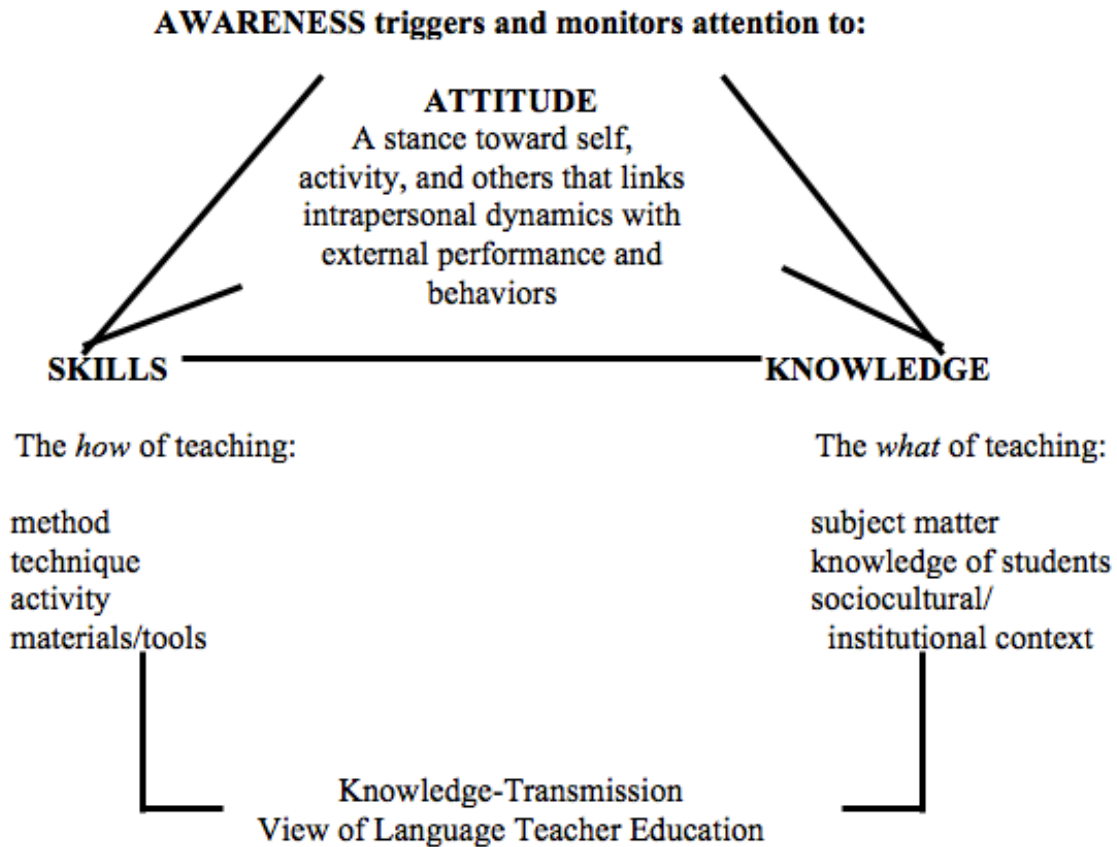 AWARENESS triggers and monitors attention to:
ATTITUDE
A stance toward self,
activity, and others that links
intrapersonal dynamics with
external performance and
behaviors
SKILLS
KNOWLEDGE
The how of teaching:
method
technique
activity
materials/tools
The what of teaching:
subject matter
knowledge of students
sociocultural/
institutional context
Knowledge-Transmission
View of Language Teacher Education